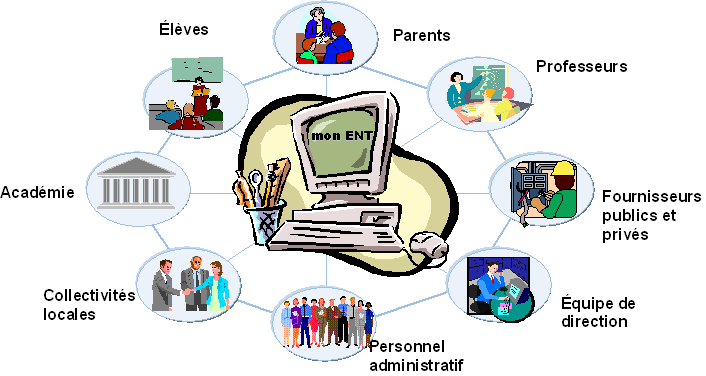 Élèves
Parents
Professeurs
mon ENT
Académie
Fournisseurs
publics et
privés
Collectivités
locales
Équipe de
direction
Personnel
administratif